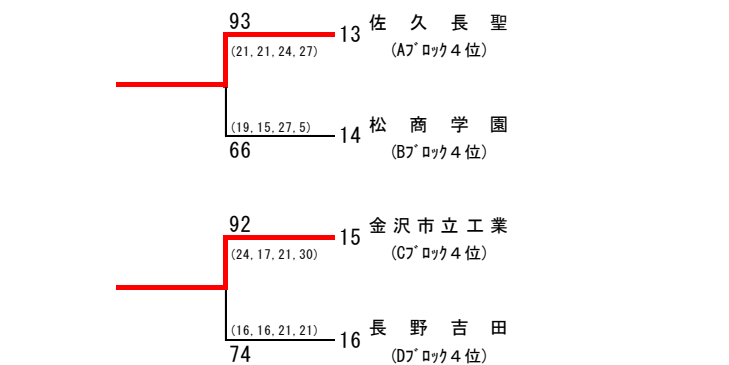 93
13 佐久長聖
(21,21,24,27) (Aﾌﾞﾛｯｸ４位)
(19,15,27,5) 14 松商学園
66 (Bﾌﾞﾛｯｸ４位)
92
15 金沢市立工業
(24,17,21,30) (Cﾌﾞﾛｯｸ４位)
(16,16,21,21) 16 長野吉田
74 (Dﾌﾞﾛｯｸ４位)